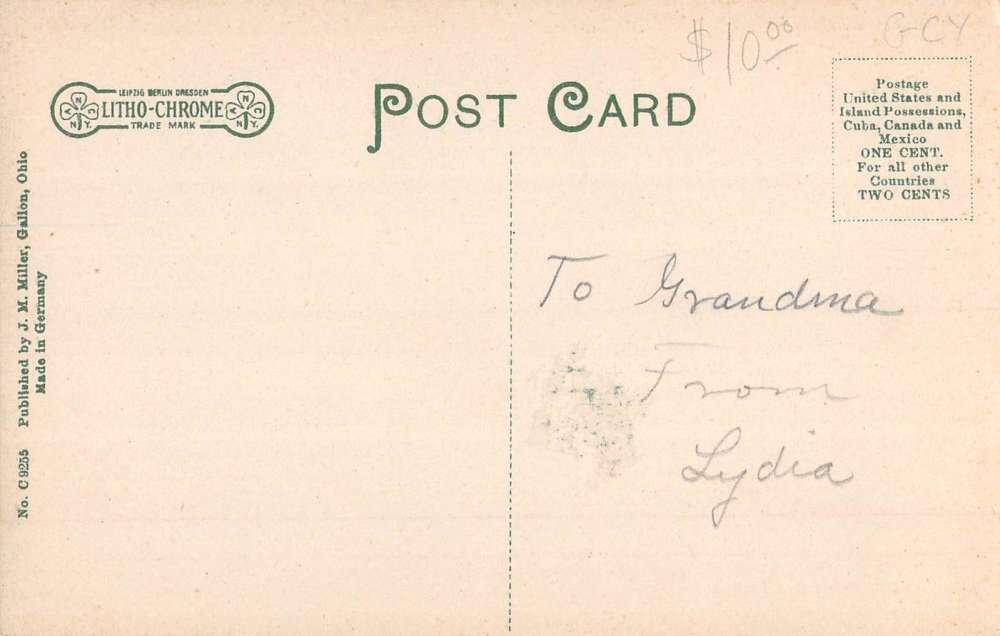 $10.00
G-CY
LEIPZIG BERLIN DRESDEN
LITHO-CHROME
TRADE MARK
N N.Y.
N N.Y.
POST CARD
Postage
United States and
Island Possessions,
Cuba, Canada and
Mexico
ONE CENT.
For all other
Countries
TWO CENTS
No. C 9255 Published by J. M. Miller, Galion, Ohio
Made in Germany
To Grandma
From
Lydia